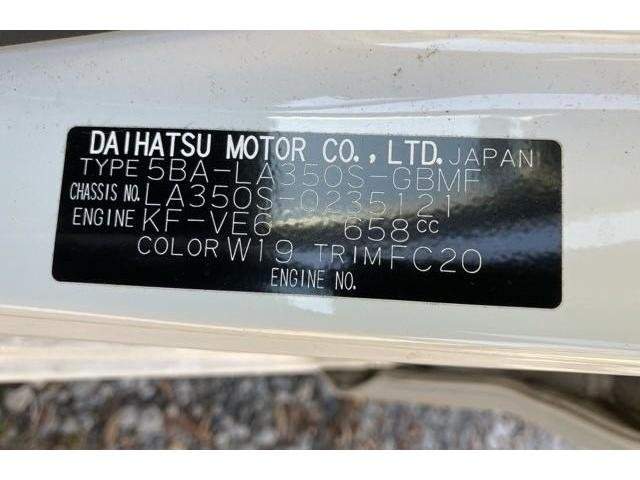 DAIHATSU MOTOR CO., LTD. JAPAN
TYPE 5BA-LA350S-GBMF
CHASSIS NO. LA350S-0235121
ENGINE KF-VE6 658cc
COLOR W19 TRIM FC20
ENGINE NO.